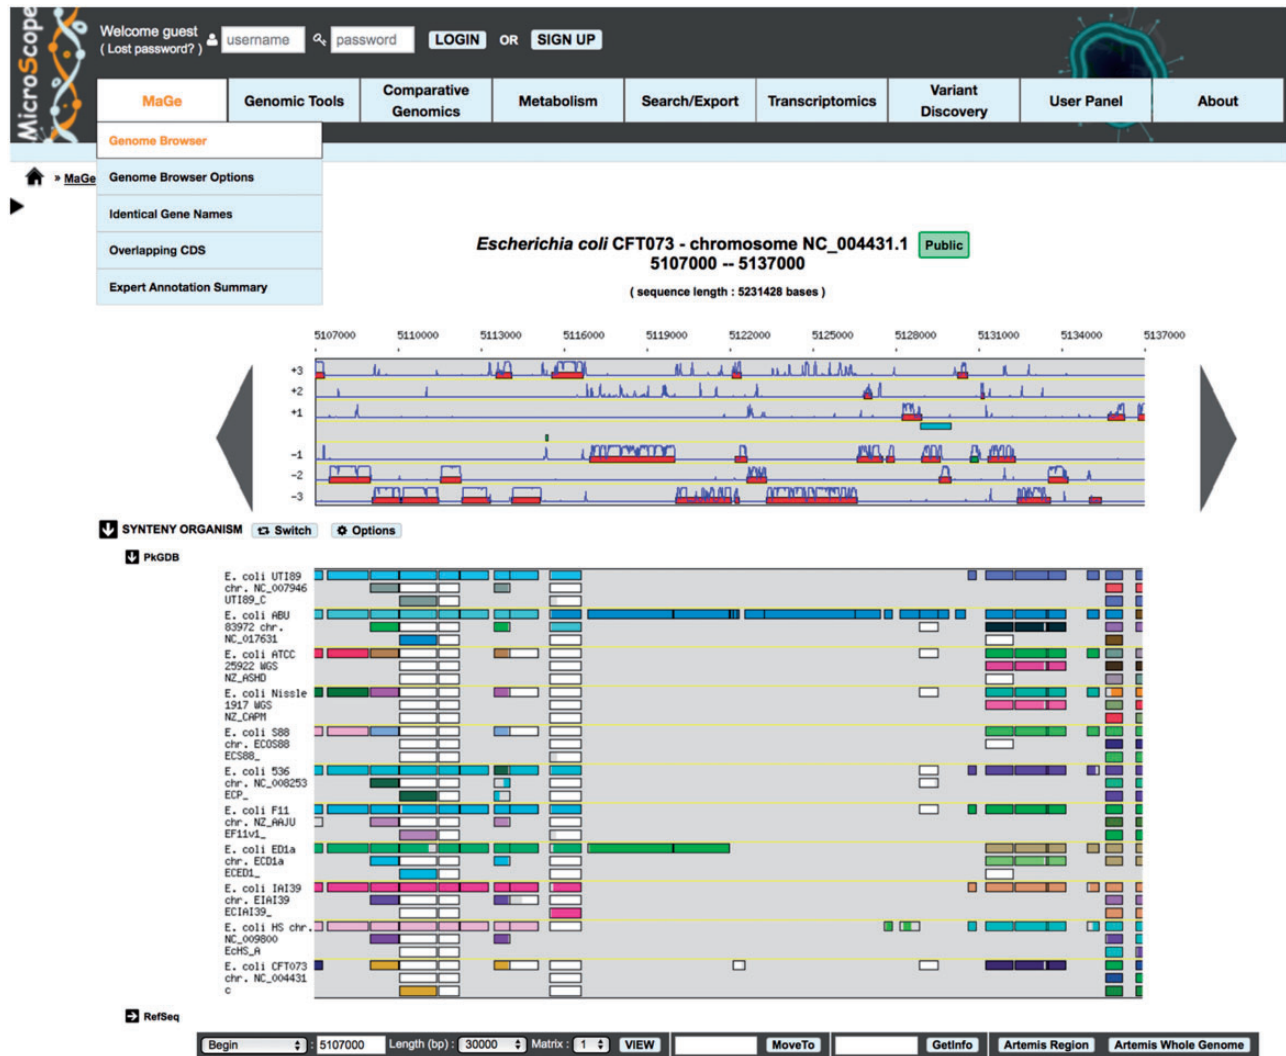 MicroScope
Welcome guest
( Lost password? )
username
password
LOGIN
OR
SIGN UP
MaGe
Genomic Tools
Comparative
Genomics
Metabolism
Search/Export
Transcriptomics
Variant
Discovery
User Panel
About
Genome Browser
Genome Browser Options
Identical Gene Names
Overlapping CDS
Expert Annotation Summary
» MaGe
Escherichia coli CFT073 - chromosome NC_004431.1 Public
5107000 -- 5137000
( sequence length : 5231428 bases )
5107000 5110000 5113000 5116000 5119000 5122000 5125000 5128000 5131000 5134000 5137000
+3
+2
+1
-1
-2
-3
SYNTENY ORGANISM Switch Options
PkGDB
E. coli UTI89
chr. NC_007946
UTI89_C
E. coli ABU
83972 chr.
NC_017631
E. coli ATCC
25922 WGS
NZ_ASHD
E. coli Nissle
1917 WGS
NZ_CAPM
E. coli S88
chr. ECOS88
ECS88_
E. coli 536
chr. NC_008253
ECP_
E. coli F11
chr. NZ_AAJU
EF11v1_
E. coli ED1a
chr. ECD1a
ECED1_
E. coli IAI39
chr. EIAI39
ECIAI39_
E. coli HS chr.
NC_009800
EcHS_A
E. coli CFT073
chr. NC_004431
c
RefSeq
Begin : 5107000 Length (bp) : 30000 Matrix : 1 VIEW MoveTo GetInfo Artemis Region Artemis Whole Genome